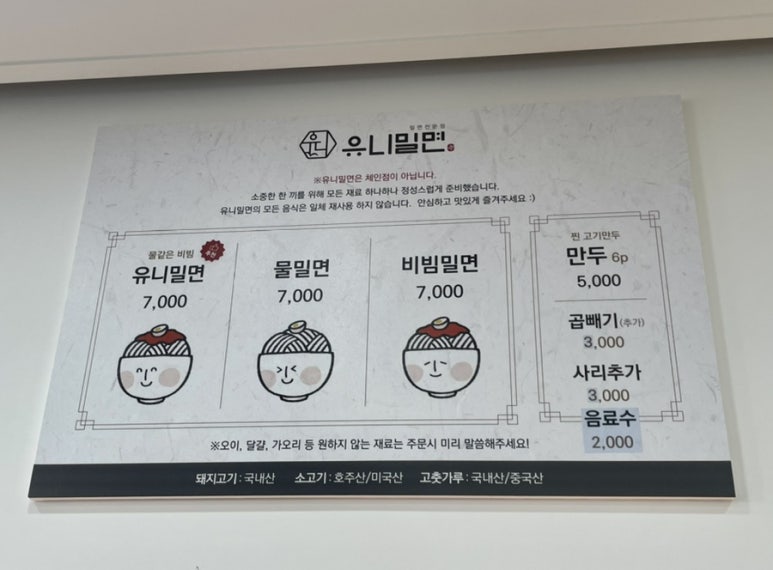 밀면전문점
유니밀면
※유니밀면은 체인점이 아닙니다.
소중한 한 끼를 위해 모든 재료 하나하나 정성스럽게 준비했습니다.
유니밀면의 모든 음식은 일체 재사용 하지 않습니다. 안심하고 맛있게 즐겨주세요 :)
물같은 비빔
유니밀면
7,000
물밀면
7,000
비빔밀면
7,000
찐 고기만두
만두 6p
5,000
곱빼기(추가)
3,000
사리추가
3,000
음료수
2,000
※오이, 달걀, 가오리 등 원하지 않는 재료는 주문시 미리 말씀해주세요!
돼지고기 : 국내산 소고기 : 호주산/미국산 고춧가루 : 국내산/중국산